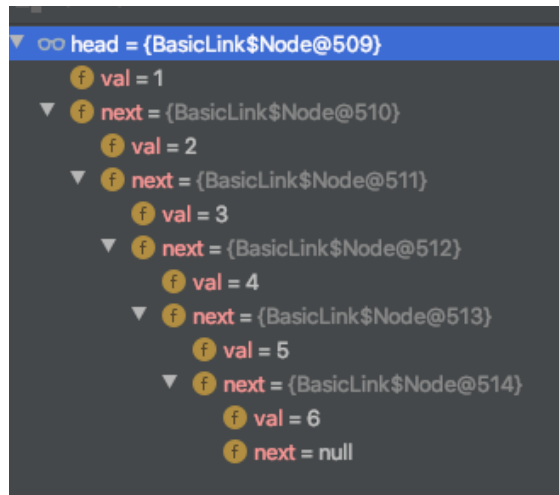 head = {BasicLink$Node@509}
f val = 1
f next = {BasicLink$Node@510}
f val = 2
f next = {BasicLink$Node@511}
f val = 3
f next = {BasicLink$Node@512}
f val = 4
f next = {BasicLink$Node@513}
f val = 5
f next = {BasicLink$Node@514}
f val = 6
f next = null